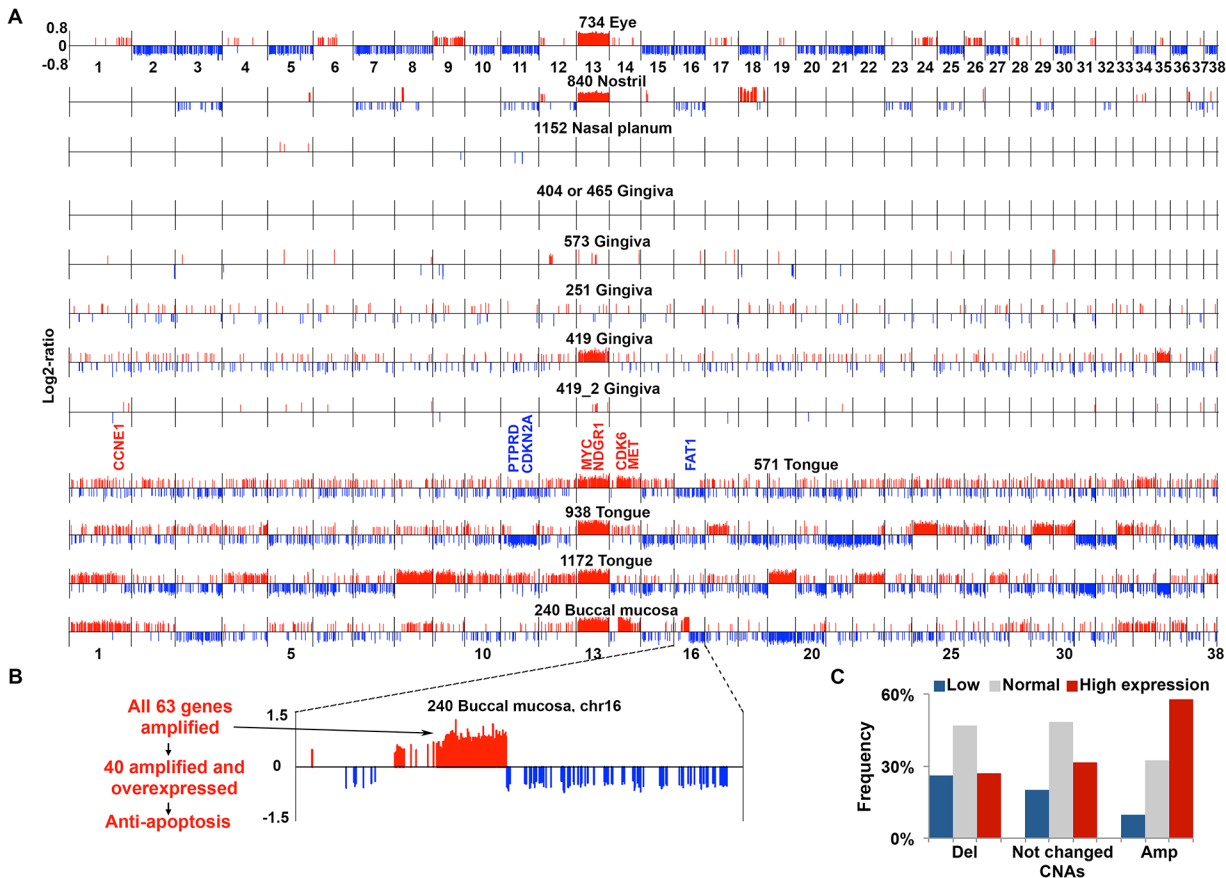 A
734 Eye
0.8
0
-0.8
1 2 3 4 5 6 7 8 9 10 11 12 13 14 15 16 17 18 19 20 21 22 23 24 25 26 27 28 29 30 31 32 33 34 35 36 37 38
840 Nostril
1152 Nasal planum
404 or 465 Gingiva
573 Gingiva
251 Gingiva
419 Gingiva
419_2 Gingiva
Log2-ratio
CCNE1
PTPRD
CDKN2A
MYC
NDGR1
CDK6
MET
FAT1
571 Tongue
938 Tongue
1172 Tongue
240 Buccal mucosa
1 5 10 13 16 20 25 30 38
B
All 63 genes
amplified
40 amplified and
overexpressed
Anti-apoptosis
240 Buccal mucosa, chr16
1.5
0
-1.5
C
Low Normal High expression
60%
30%
0%
Frequency
Del Not changed Amp
CNAs